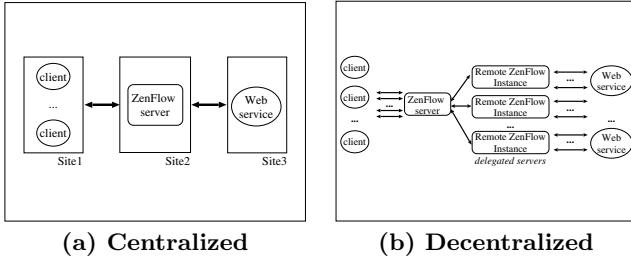 client
...
client
Site1
ZenFlow
server
Site2
Web
service
Site3
(a) Centralized
client
client
...
client
...
ZenFlow
server
Remote ZenFlow
Instance
Remote ZenFlow
Instance
...
Remote ZenFlow
Instance
delegated servers
...
...
...
Web
service
...
Web
service
(b) Decentralized